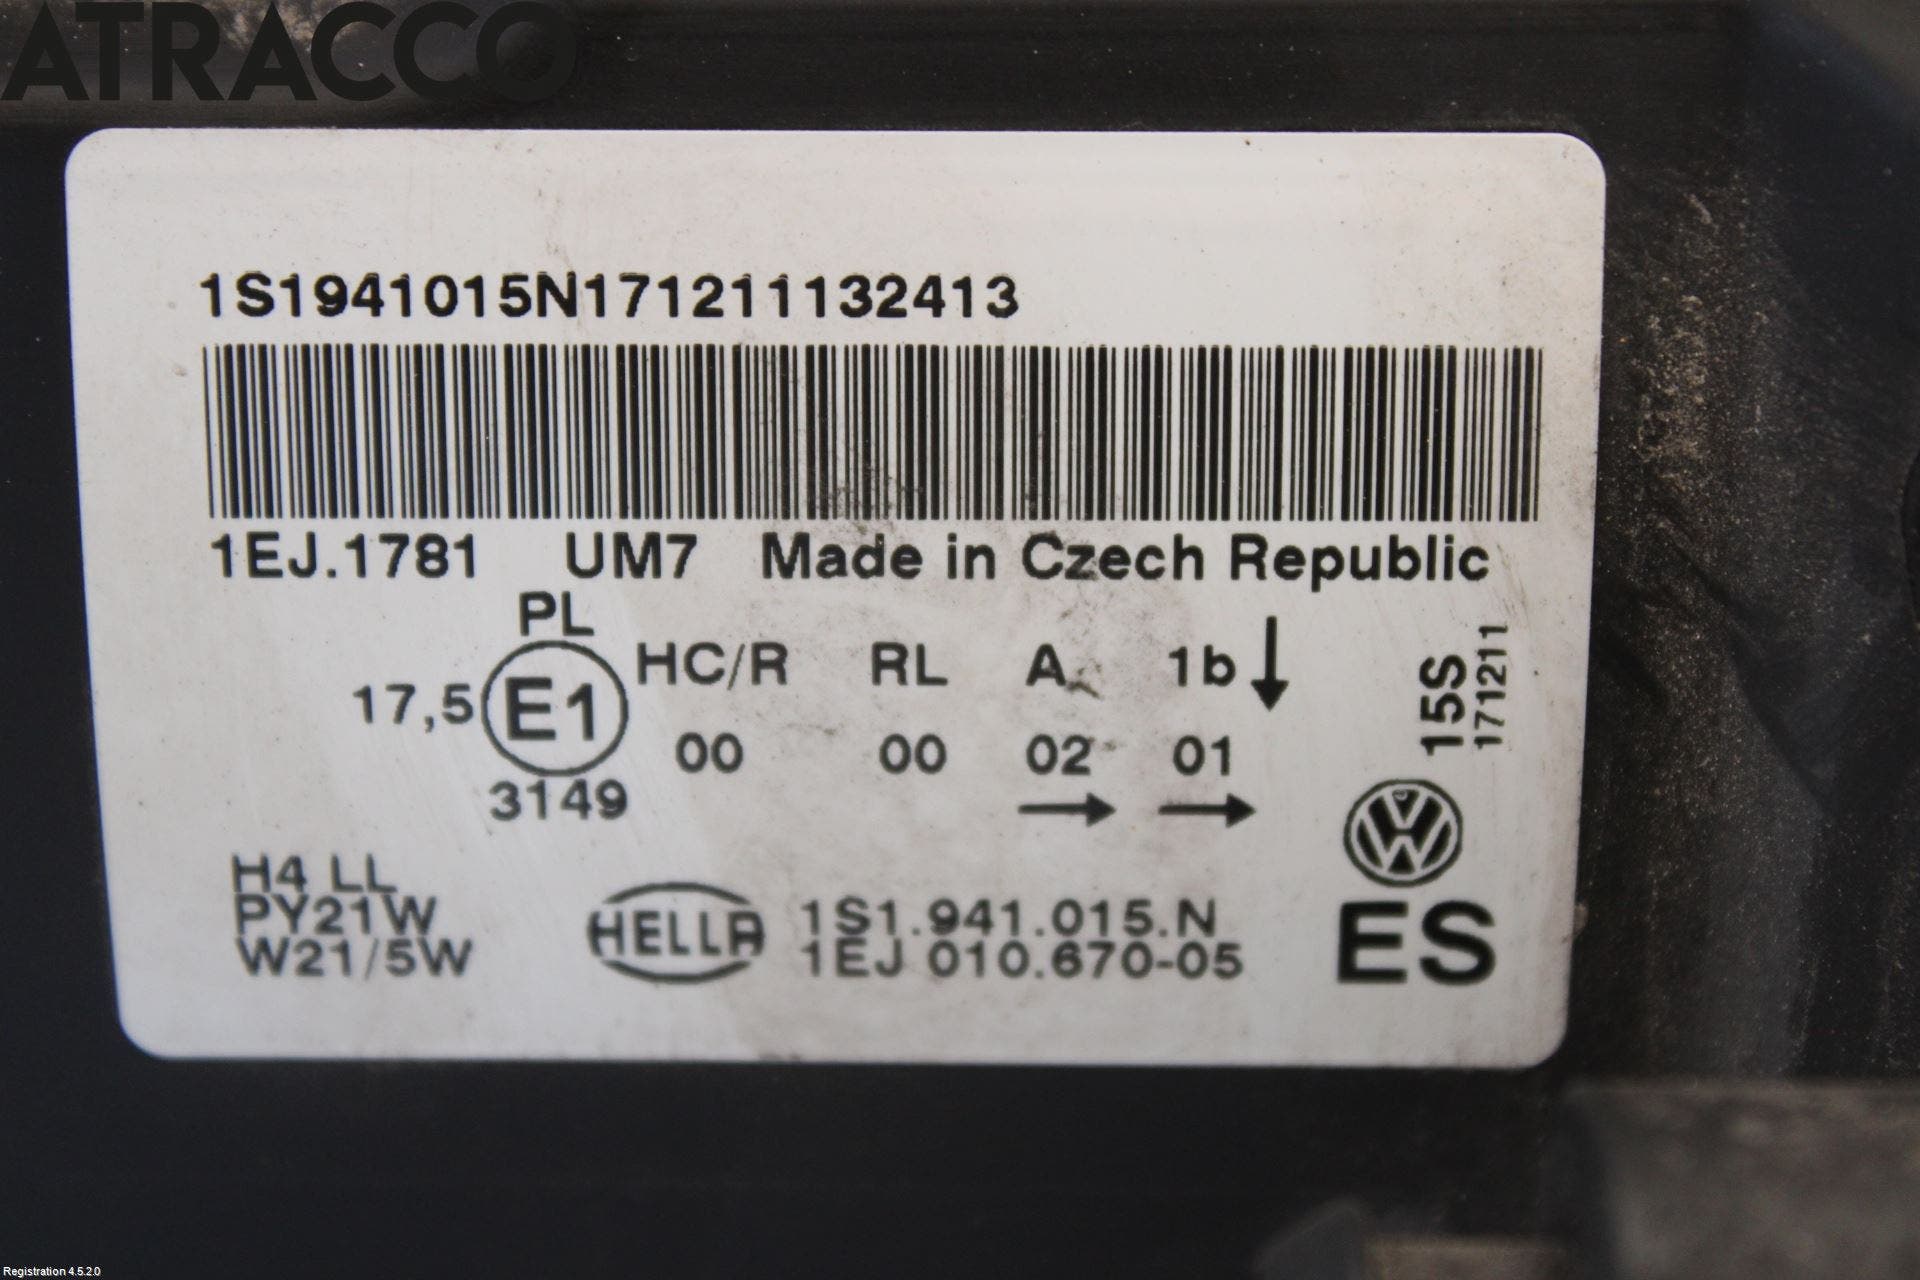 ATRACCO
1S1941015N171211132413
1EJ.1781 UM7 Made in Czech Republic
PL
17,5 E1 HC/R RL A 1b
00 00 02 01
3149
15S
171211
H4 LL
PY21W
W21/5W
HELLA
1S1.941.015.N
1EJ 010.670-05
VW
ES
Registration 4.5.2.0